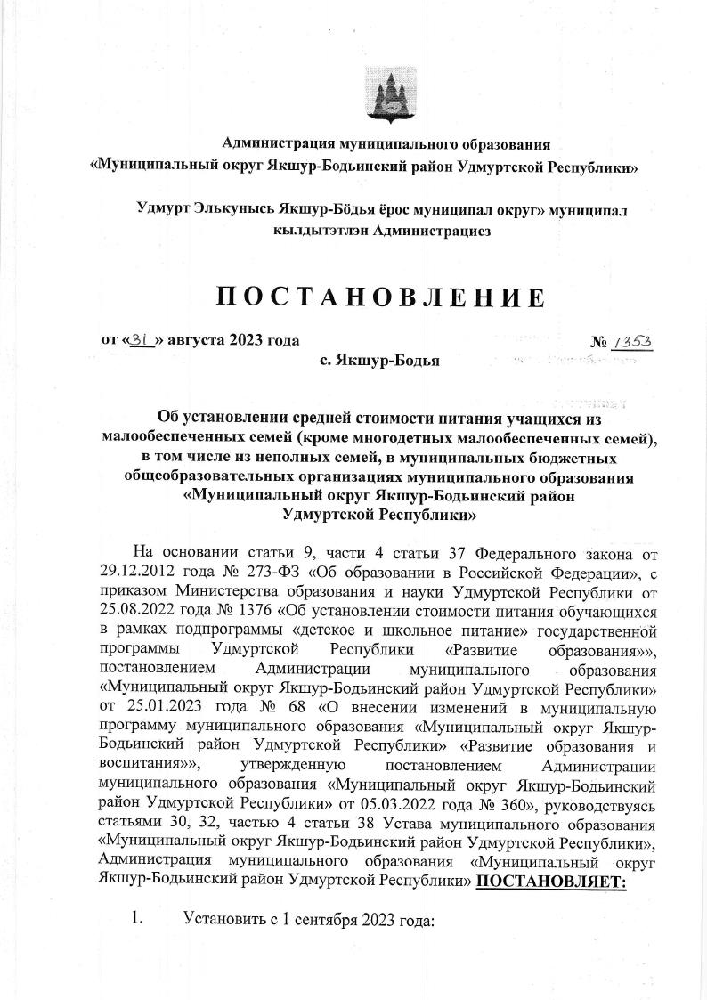 Администрация муниципального образования
«Муниципальный округ Якшур-Бодьинский район Удмуртской Республики»
Удмурт Элькунысь Якшур-Бӧдья ёрос муниципал округ» муниципал
кылдытэтлэн Администрациез
ПОСТАНОВЛЕНИЕ
от «31» августа 2023 года № 1353
с. Якшур-Бодья
Об установлении средней стоимости питания учащихся из
малообеспеченных семей (кроме многодетных малообеспеченных семей),
в том числе из неполных семей, в муниципальных бюджетных
общеобразовательных организациях муниципального образования
«Муниципальный округ Якшур-Бодьинский район
Удмуртской Республики»
На основании статьи 9, части 4 статьи 37 Федерального закона от
29.12.2012 года № 273-ФЗ «Об образовании в Российской Федерации», с
приказом Министерства образования и науки Удмуртской Республики от
25.08.2022 года № 1376 «Об установлении стоимости питания обучающихся
в рамках подпрограммы «детское и школьное питание» государственной
программы Удмуртской Республики «Развитие образования»»,
постановлением Администрации муниципального образования
«Муниципальный округ Якшур-Бодьинский район Удмуртской Республики»
от 25.01.2023 года № 68 «О внесении изменений в муниципальную
программу муниципального образования «Муниципальный округ Якшур-
Бодьинский район Удмуртской Республики» «Развитие образования и
воспитания»», утвержденную постановлением Администрации
муниципального образования «Муниципальный округ Якшур-Бодьинский
район Удмуртской Республики» от 05.03.2022 года № 360», руководствуясь
статьями 30, 32, частью 4 статьи 38 Устава муниципального образования
«Муниципальный округ Якшур-Бодьинский район Удмуртской Республики»,
Администрация муниципального образования «Муниципальный округ
Якшур-Бодьинский район Удмуртской Республики» ПОСТАНОВЛЯЕТ:
1. Установить с 1 сентября 2023 года: